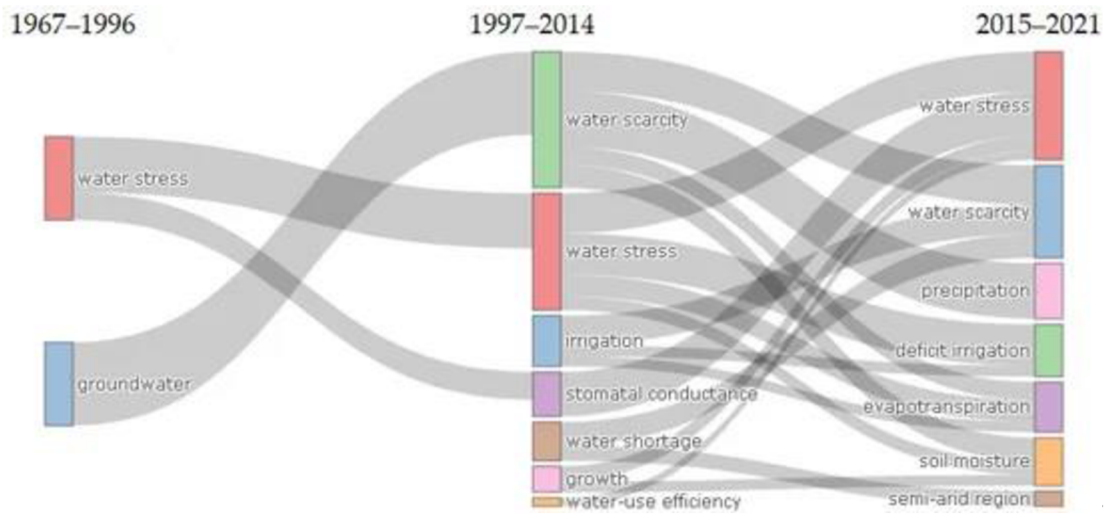 1967–1996
1997–2014
2015–2021
water stress
groundwater
water scarcity
water stress
irrigation
stomatal conductance
water shortage
growth
water-use efficiency
water stress
water scarcity
precipitation
deficit irrigation
evapotranspiration
soil moisture
semi-arid region